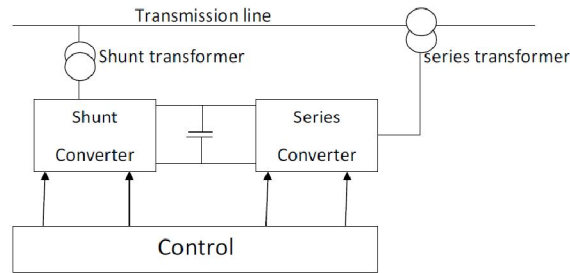 Transmission line
Shunt transformer
series transformer
Shunt
Converter
Series
Converter
Control